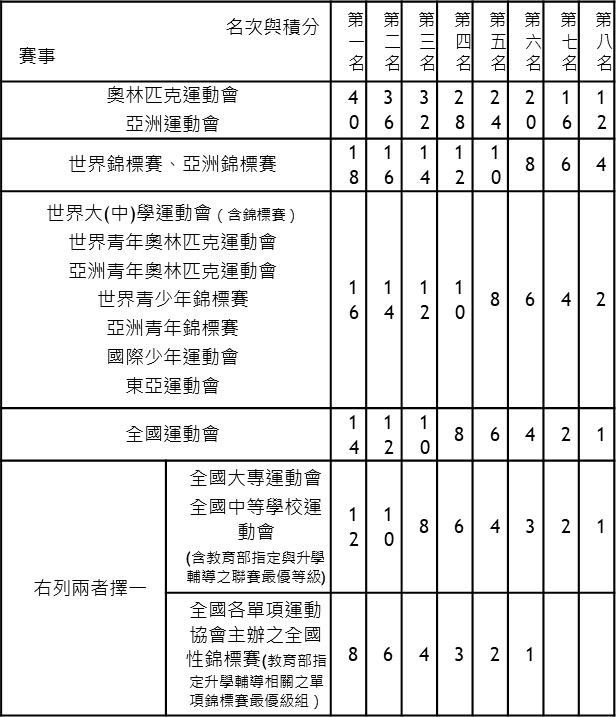 名次與積分
賽事
第一名 第二名 第三名 第四名 第五名 第六名 第七名 第八名
奧林匹克運動會
亞洲運動會
40 36 32 28 24 20 16 12
世界錦標賽、亞洲錦標賽
18 16 14 12 10 8 6 4
世界大(中)學運動會（含錦標賽）
世界青年奧林匹克運動會
亞洲青年奧林匹克運動會
世界青少年錦標賽
亞洲青年錦標賽
國際少年運動會
東亞運動會
16 14 12 10 8 6 4 2
全國運動會
14 12 10 8 6 4 2 1
右列兩者擇一
全國大專運動會
全國中等學校運
動會
(含教育部指定與升學
輔導之聯賽最優等級)
12 10 8 6 4 3 2 1
全國各單項運動
協會主辦之全國
性錦標賽(教育部指
定升學輔導相關之單
項錦標賽最優級組）
8 6 4 3 2 1